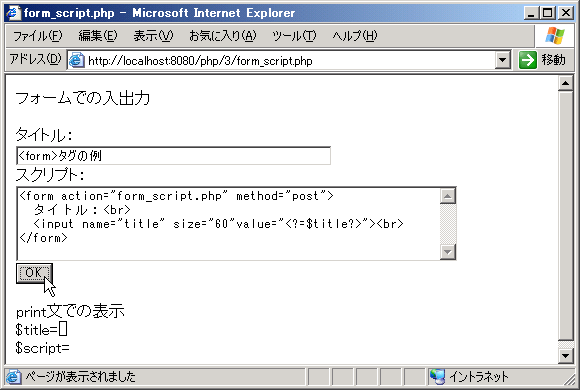 form_script.php - Microsoft Internet Explorer
ファイル(F) 編集(E) 表示(V) お気に入り(A) ツール(T) ヘルプ(H)
アドレス(D) http://localhost:8080/php/3/form_script.php 移動
フォームでの入出力
タイトル：
<form>タグの例
スクリプト：
<form action="form_script.php" method="post">
タイトル：<br>
<input name="title" size="60"value="<?=$title?>"><br>
</form>
OK
print文での表示
$title=[]
$script=
ページが表示されました イントラネット